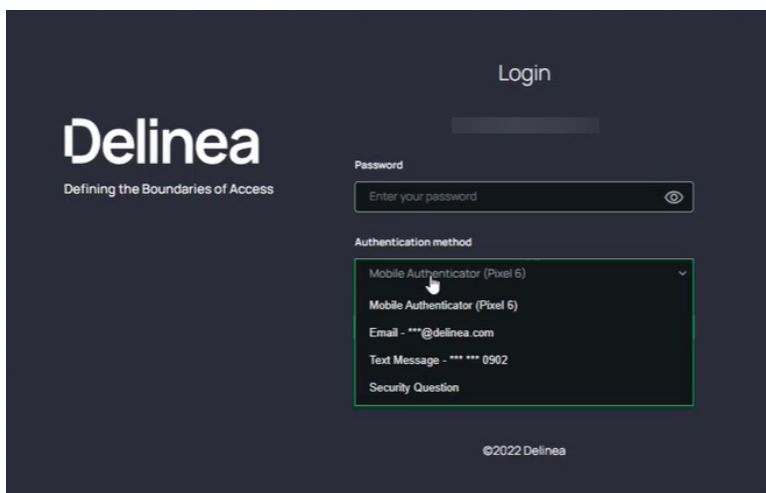 Login
Delinea
Defining the Boundaries of Access
Password
Enter your password
Authentication method
Mobile Authenticator (Pixel 6)
Mobile Authenticator (Pixel 6)
Email - ***@delinea.com
Text Message - *** *** 0902
Security Question
©2022 Delinea